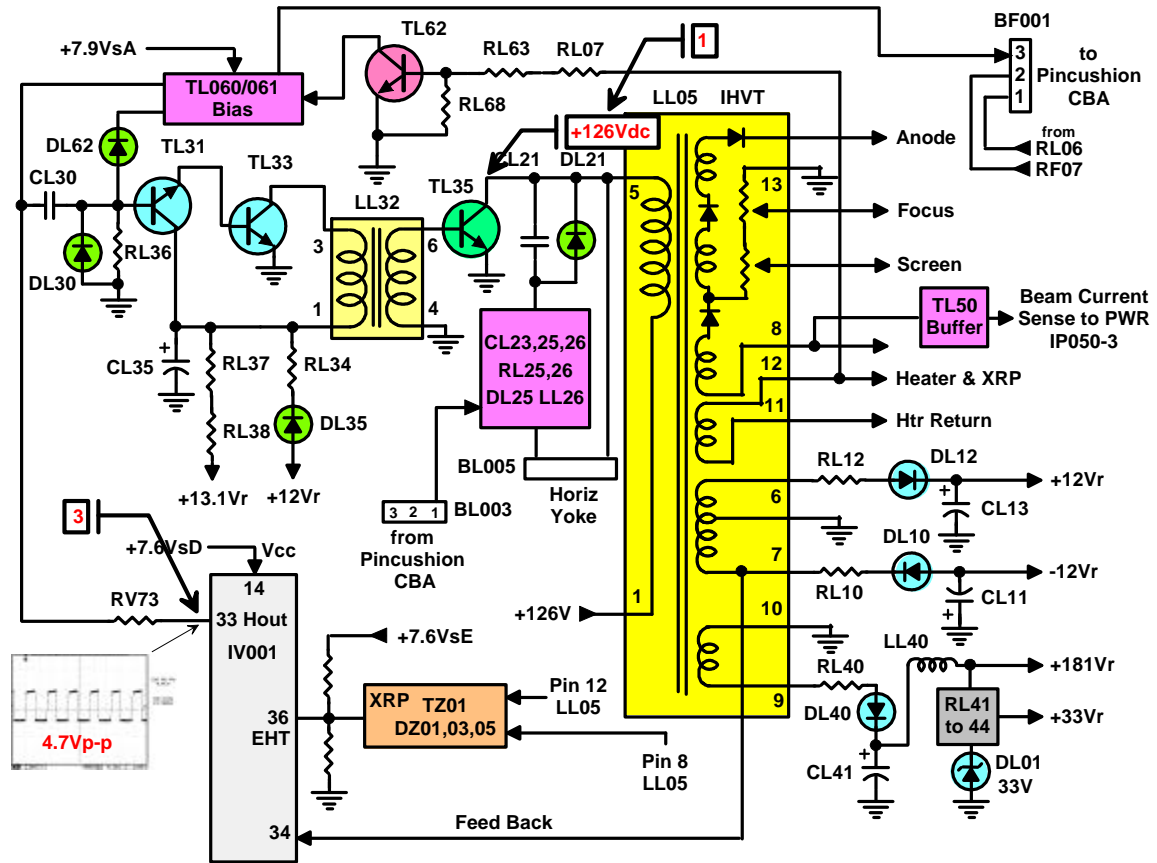 TL62
BF001
+7.9VsA
RL63
RL07
1
3
2
1
to
Pincushion
CBA
TL060/061
Bias
RL68
LL05
IHVT
from
RL06
RF07
DL62
TL31
+126Vdc
Anode
CL30
TL33
CL21
DL21
TL35
5
13
LL32
Focus
RL36
3
6
DL30
Screen
1
4
TL50
Buffer
Beam Current
Sense to PWR
IP050-3
8
CL35
+
RL37
RL34
CL23,25,26
RL25,26
DL25 LL26
12
Heater & XRP
11
Htr Return
RL38
DL35
BL005
RL12
DL12
+13.1Vr
+12Vr
Horiz
Yoke
6
+
+12Vr
CL13
3
3 2 1
BL003
from
Pincushion
CBA
+7.6VsD
Vcc
DL10
7
RL10
-12Vr
CL11
+
14
RV73
33 Hout
IV001
+126V
1
10
+7.6VsE
LL40
RL40
+181Vr
4.7Vp-p
36
EHT
XRP
TZ01
DZ01,03,05
Pin 12
LL05
9
DL40
RL41
to 44
+33Vr
Pin 8
LL05
+
CL41
DL01
33V
34
Feed Back